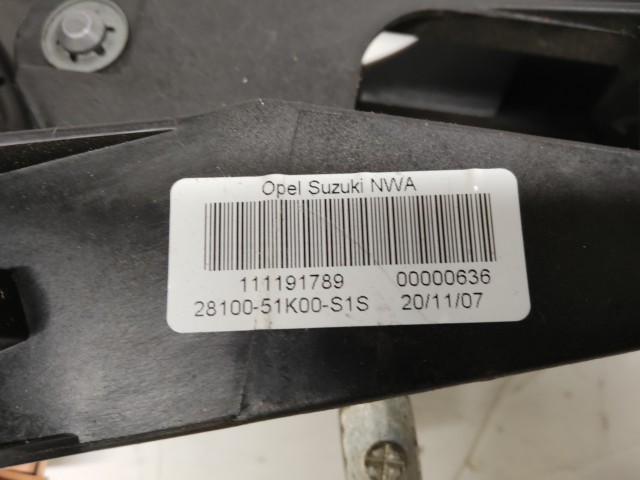 Opel Suzuki NWA
111191789 00000636
28100-51K00-S1S 20/11/07